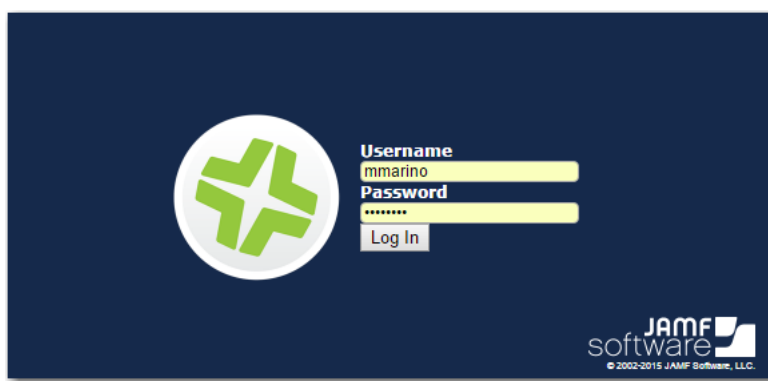 Username
mmarino
Password
••••••••
Log In
JAMF
software
© 2002-2015 JAMF Software, LLC.